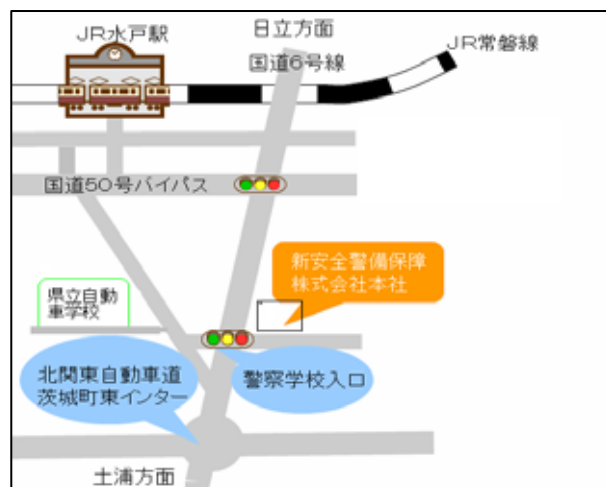 JR水戸駅
日立方面
国道6号線
JR常磐線
国道50号バイパス
新安全警備保障
株式会社本社
県立自動
車学校
北関東自動車道
茨城町東インター
警察学校入口
土浦方面